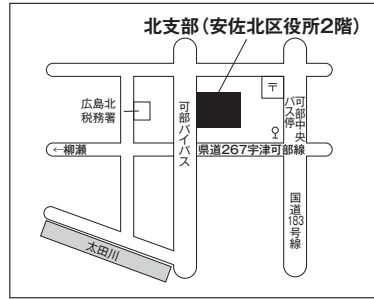 北支部（安佐北区役所2階）
広島北
税務署
〒
可部中央
バス停
可部バイパス
←柳瀬
県道267宇津可部線
国道183号線
太田川